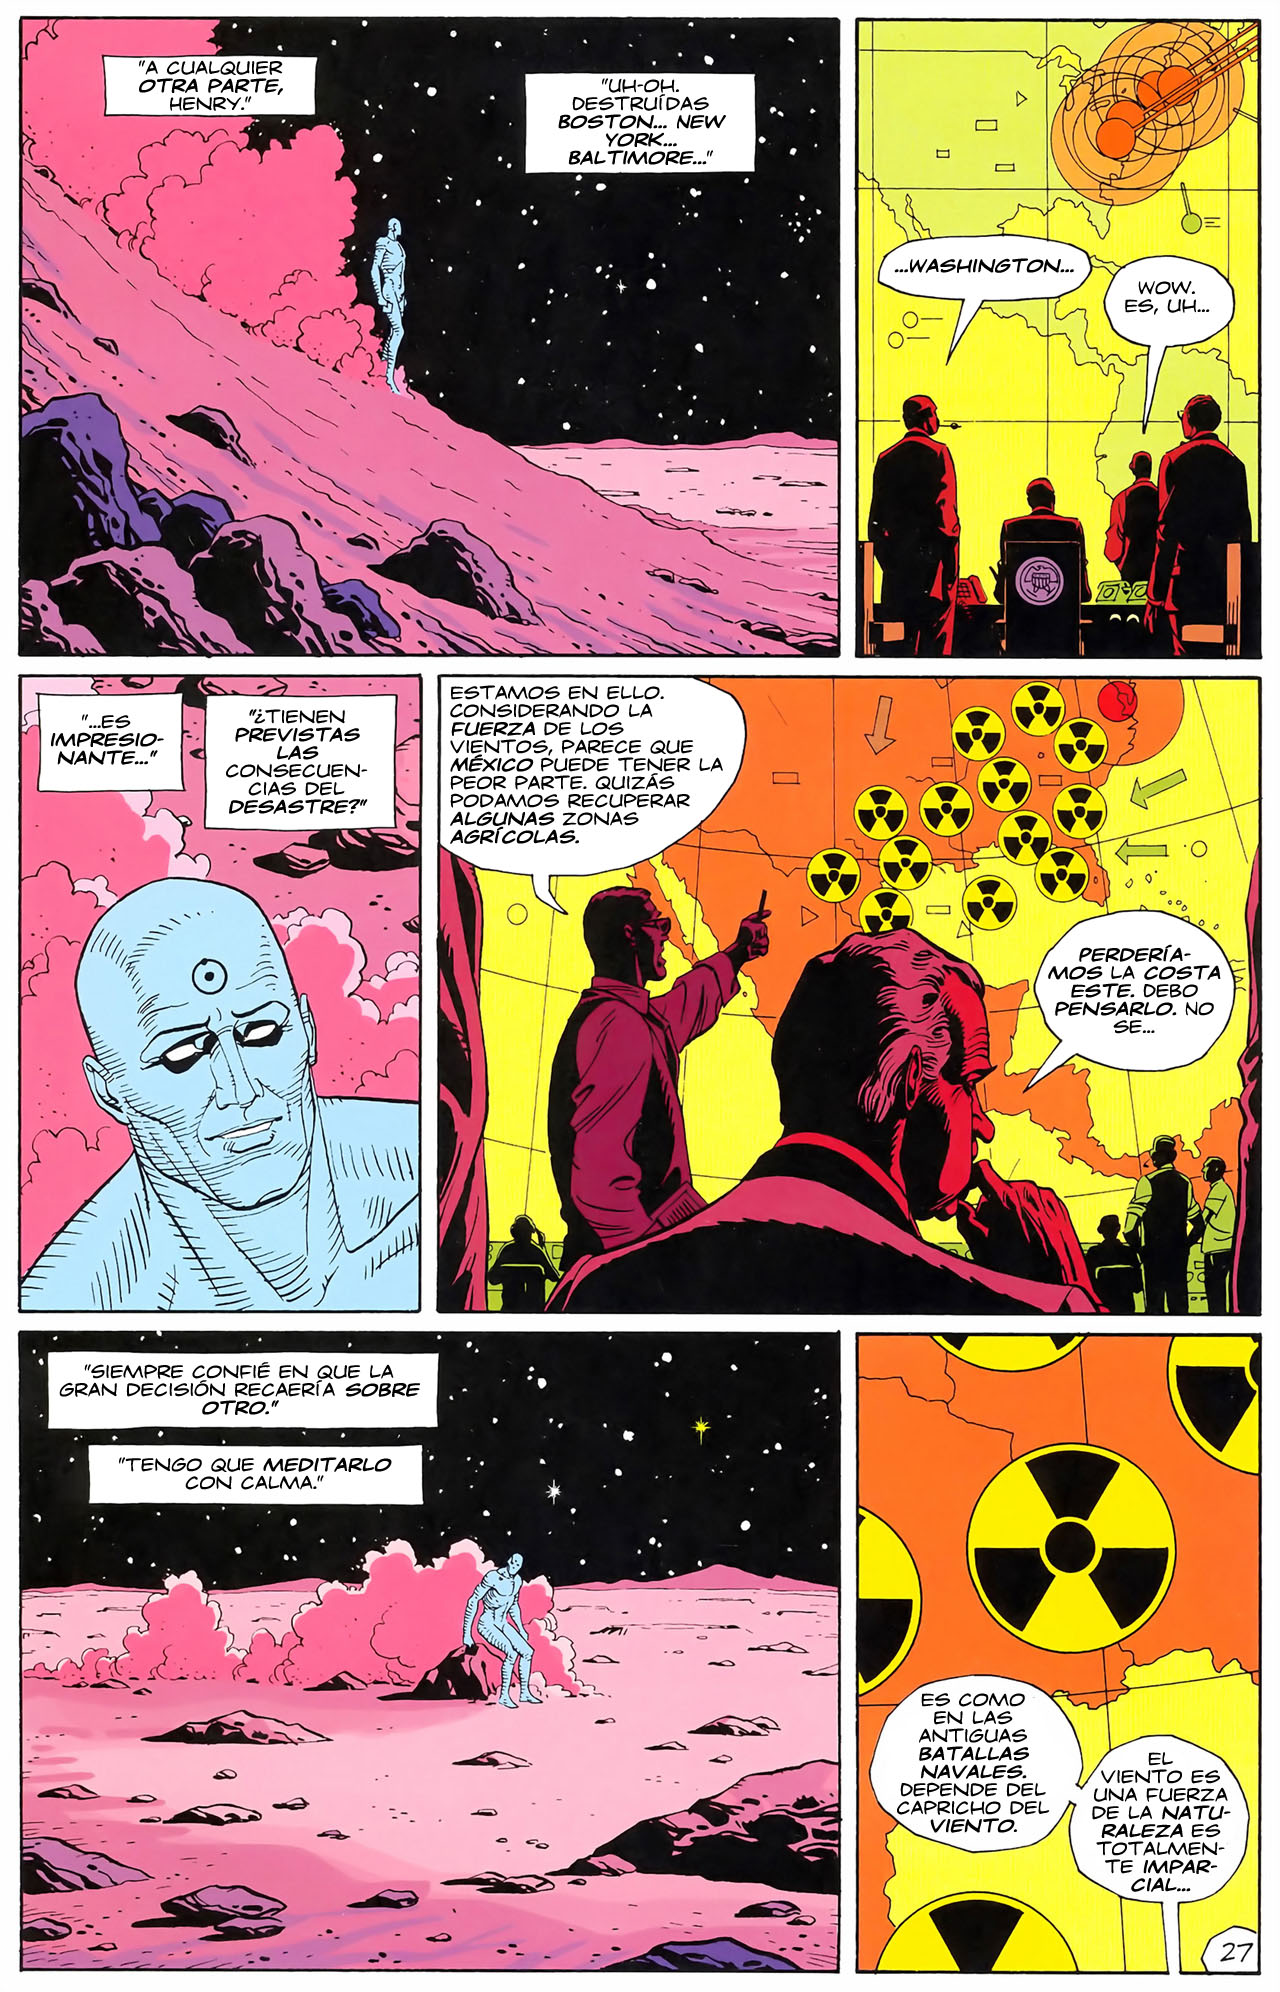 "A CUALQUIER
OTRA PARTE,
HENRY."
"UH-OH.
DESTRUÍDAS
BOSTON... NEW
YORK...
BALTIMORE..."
...WASHINGTON...
WOW.
ES, UH...
"...ES
IMPRESIO-
NANTE..."
"¿TIENEN
PREVISTAS
LAS
CONSECUEN-
CIAS DEL
DESASTRE?"
ESTAMOS EN ELLO.
CONSIDERANDO LA
FUERZA DE LOS
VIENTOS, PARECE QUE
MÉXICO PUEDE TENER LA
PEOR PARTE. QUIZÁS
PODAMOS RECUPERAR
ALGUNAS ZONAS
AGRÍCOLAS.
PERDERÍA-
MOS LA COSTA
ESTE. DEBO
PENSARLO. NO
SE...
"SIEMPRE CONFIÉ EN QUE LA
GRAN DECISIÓN RECAERÍA SOBRE
OTRO."
"TENGO QUE MEDITARLO
CON CALMA."
ES COMO
EN LAS
ANTIGUAS
BATALLAS
NAVALES.
DEPENDE DEL
CAPRICHO DEL
VIENTO.
EL
VIENTO ES
UNA FUERZA
DE LA NATU-
RALEZA ES
TOTALMEN-
TE IMPAR-
CIAL...
27